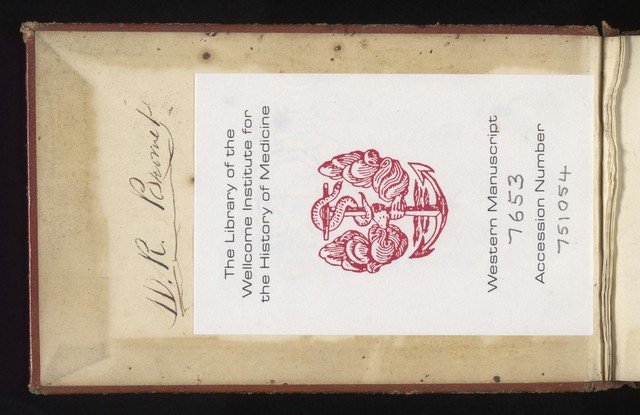 W. R.
The Library of the
Wellcome Institute for
the History of Medicine
Western Manuscript
7653
Accession Number
751054